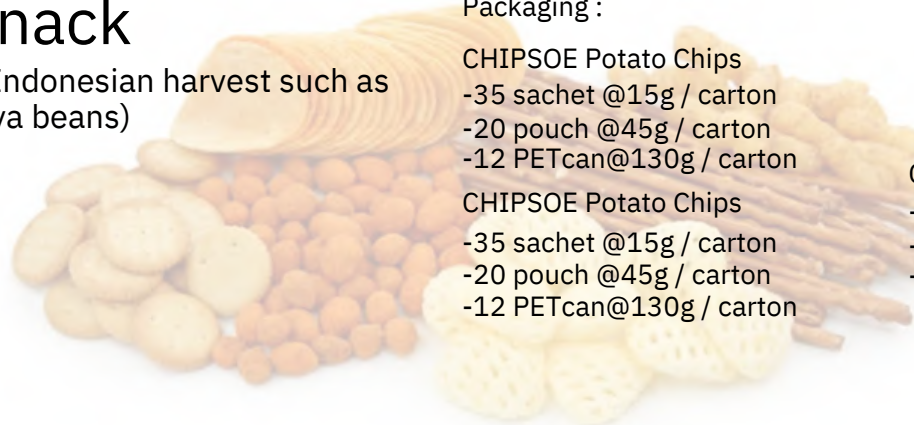 nack
Indonesian harvest such as
ya beans)
Packaging :
CHIPSOE Potato Chips
-35 sachet @15g / carton
-20 pouch @45g / carton
-12 PETcan@130g / carton
CHIPSOE Potato Chips
-35 sachet @15g / carton
-20 pouch @45g / carton
-12 PETcan@130g / carton